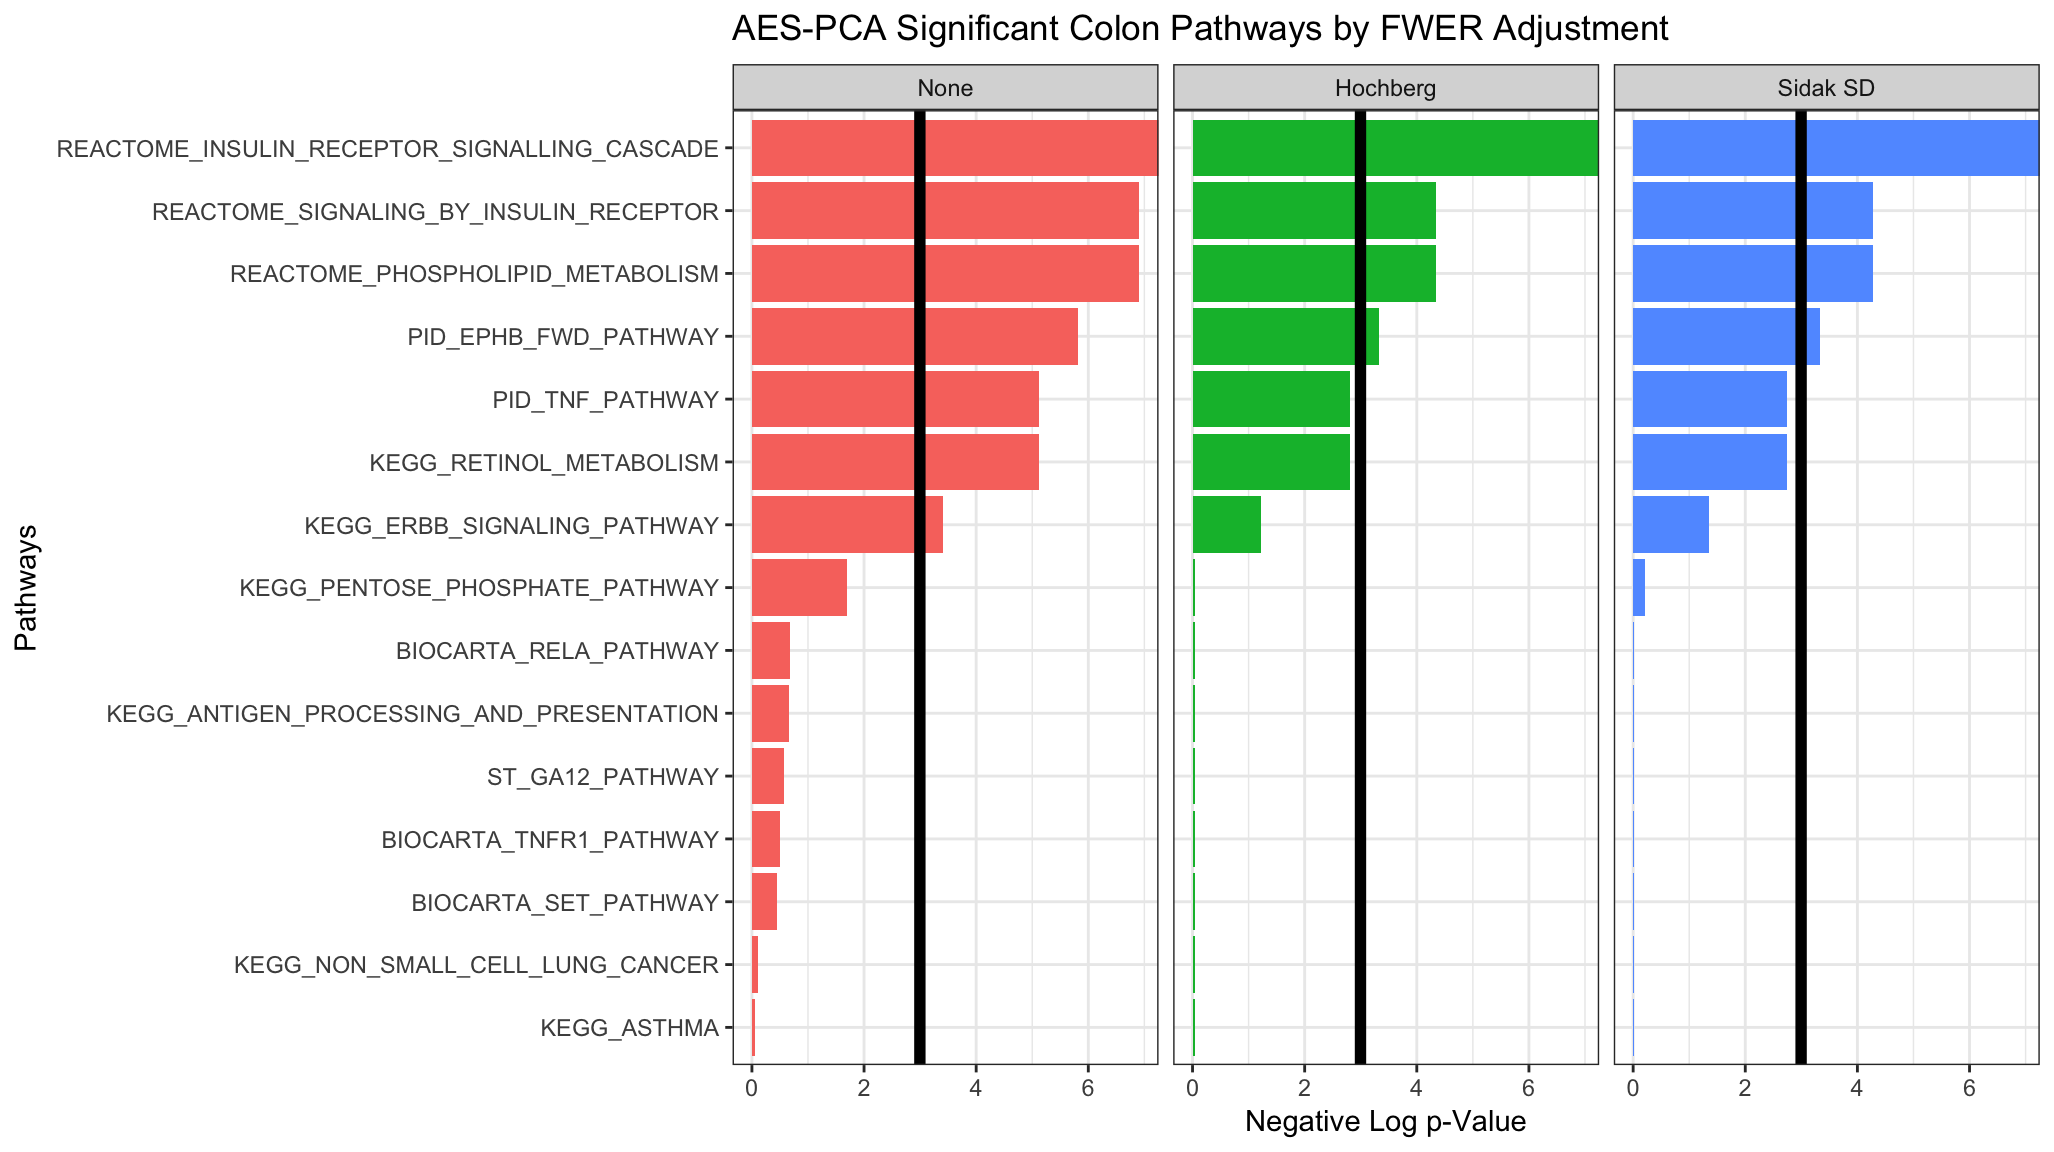 AES-PCA Significant Colon Pathways by FWER Adjustment
None
Hochberg
Sidak SD
Pathways
REACTOME_INSULIN_RECEPTOR_SIGNALLING_CASCADE
REACTOME_SIGNALING_BY_INSULIN_RECEPTOR
REACTOME_PHOSPHOLIPID_METABOLISM
PID_EPHB_FWD_PATHWAY
PID_TNF_PATHWAY
KEGG_RETINOL_METABOLISM
KEGG_ERBB_SIGNALING_PATHWAY
KEGG_PENTOSE_PHOSPHATE_PATHWAY
BIOCARTA_RELA_PATHWAY
KEGG_ANTIGEN_PROCESSING_AND_PRESENTATION
ST_GA12_PATHWAY
BIOCARTA_TNFR1_PATHWAY
BIOCARTA_SET_PATHWAY
KEGG_NON_SMALL_CELL_LUNG_CANCER
KEGG_ASTHMA
0 2 4 6
0 2 4 6
0 2 4 6
Negative Log p-Value